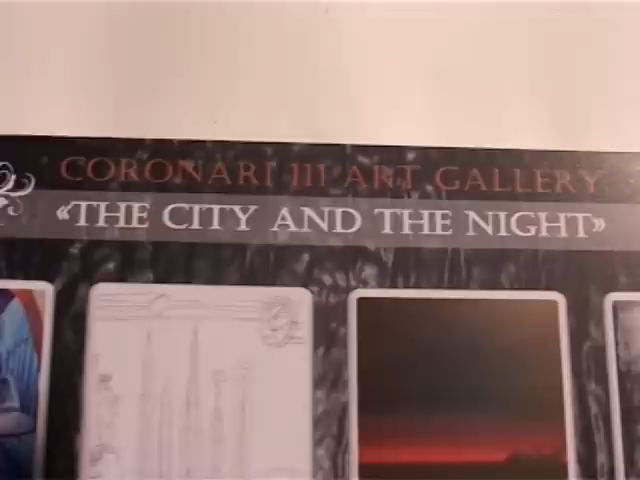 CORONARI 111 ART GALLERY
«THE CITY AND THE NIGHT»